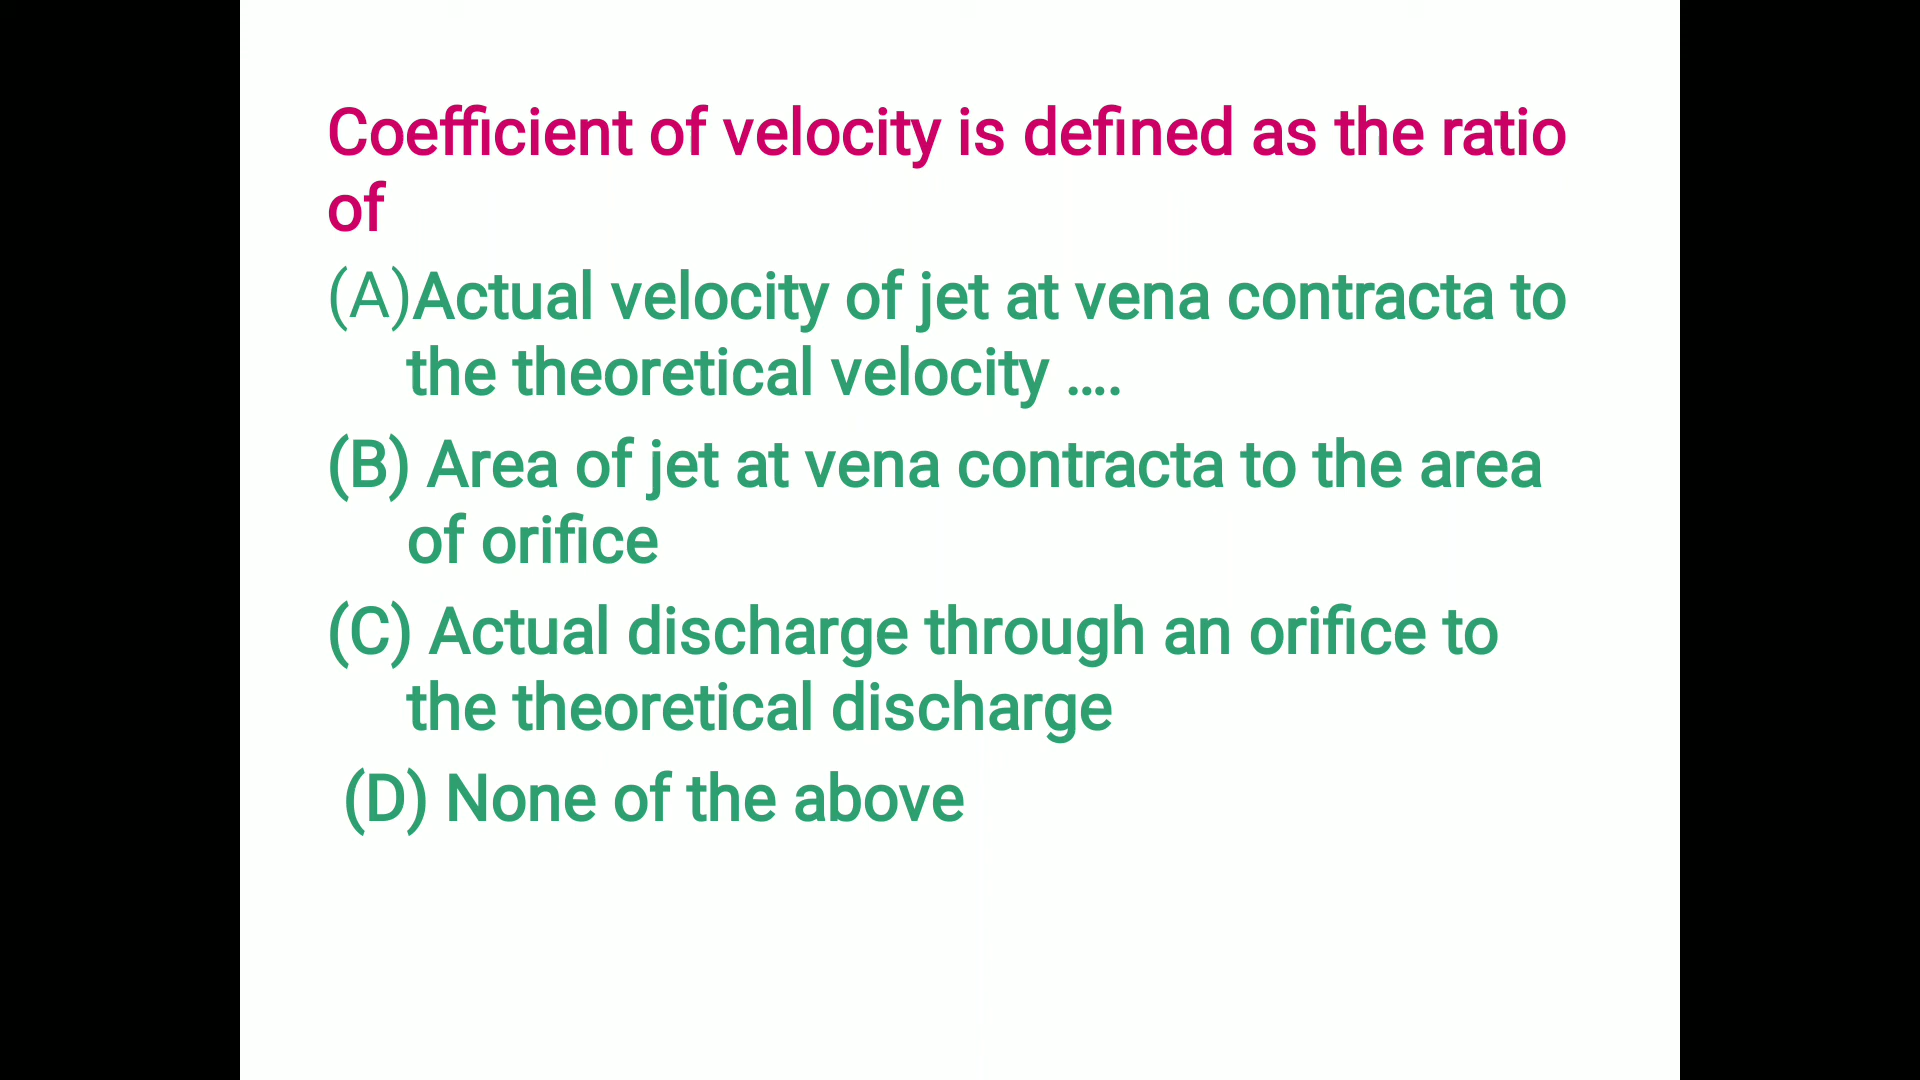 Coefficient of velocity is defined as the ratio
of
(A)Actual velocity of jet at vena contracta to
the theoretical velocity ....
(B) Area of jet at vena contracta to the area
of orifice
(C) Actual discharge through an orifice to
the theoretical discharge
(D) None of the above